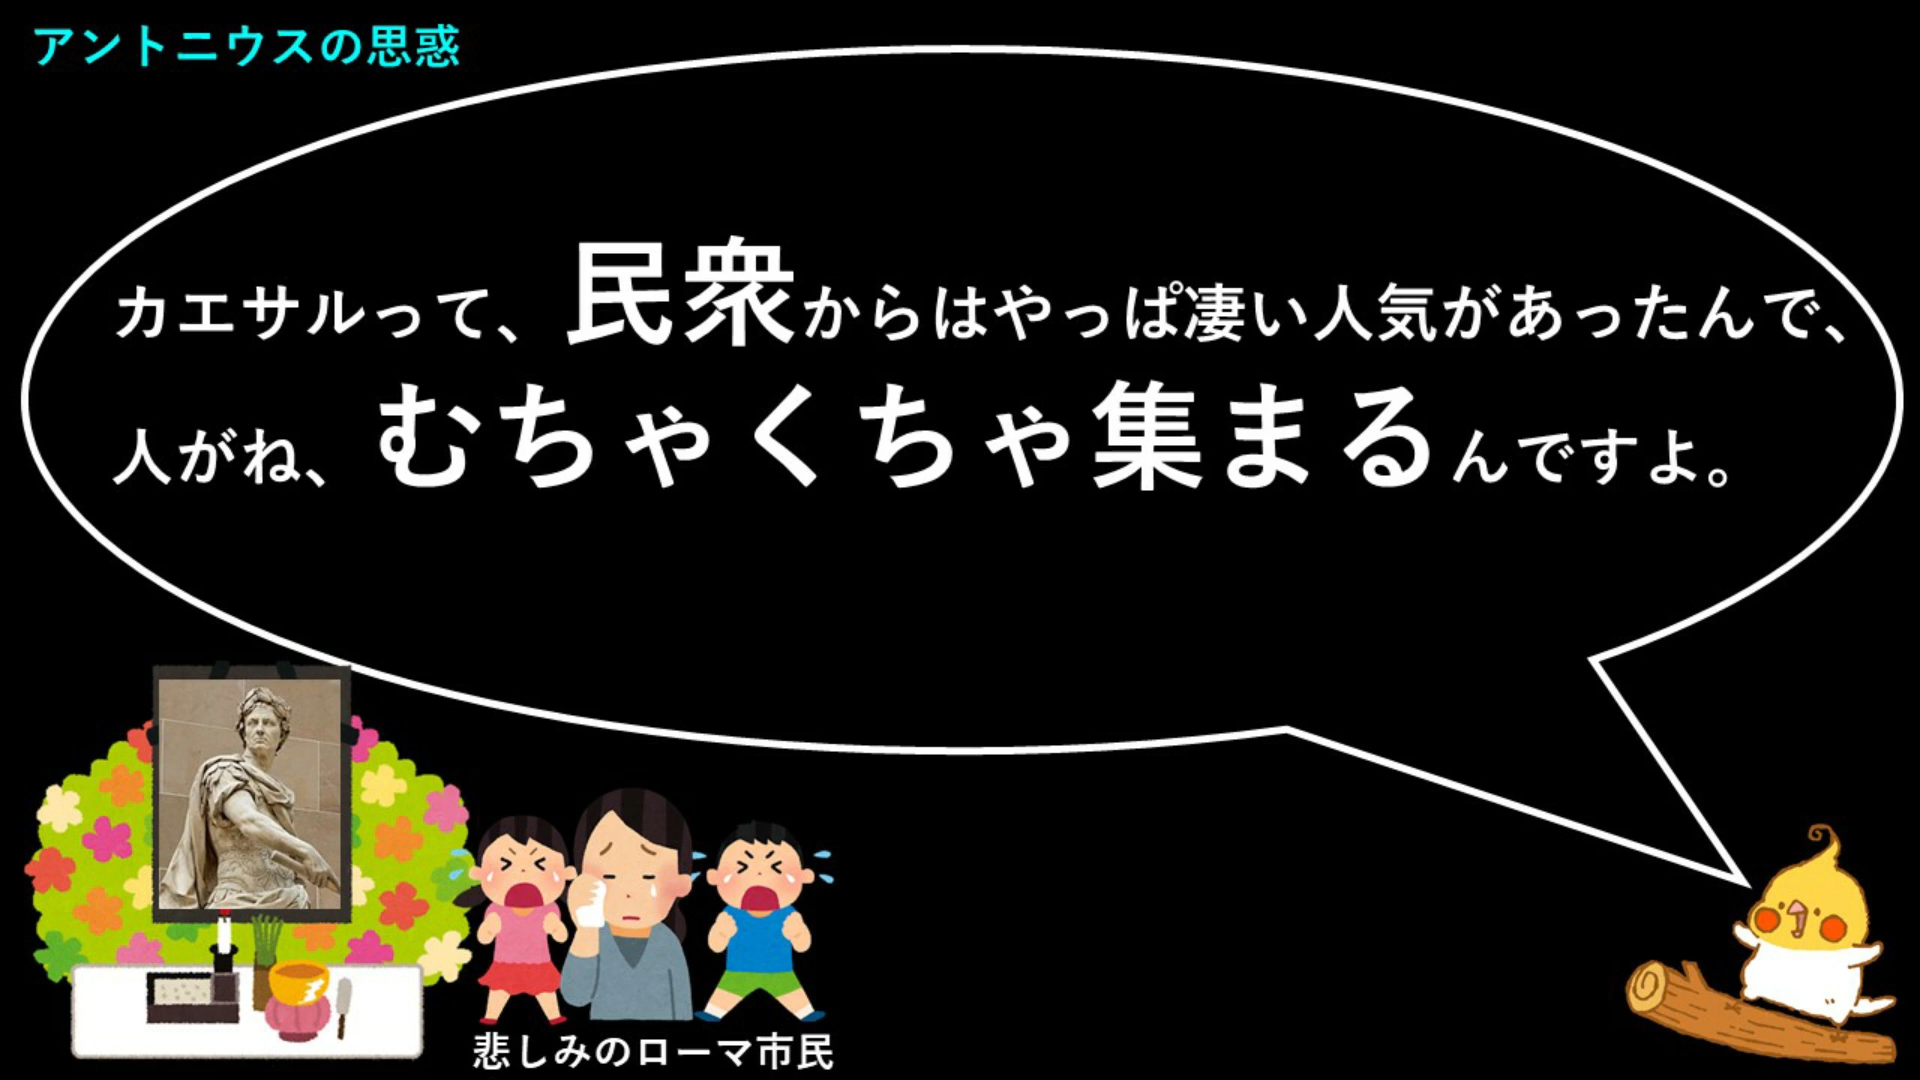 アントニウスの思惑
カエサルって、民衆からはやっぱ凄い人気があったんで、
人がね、むちゃくちゃ集まるんですよ。
悲しみのローマ市民